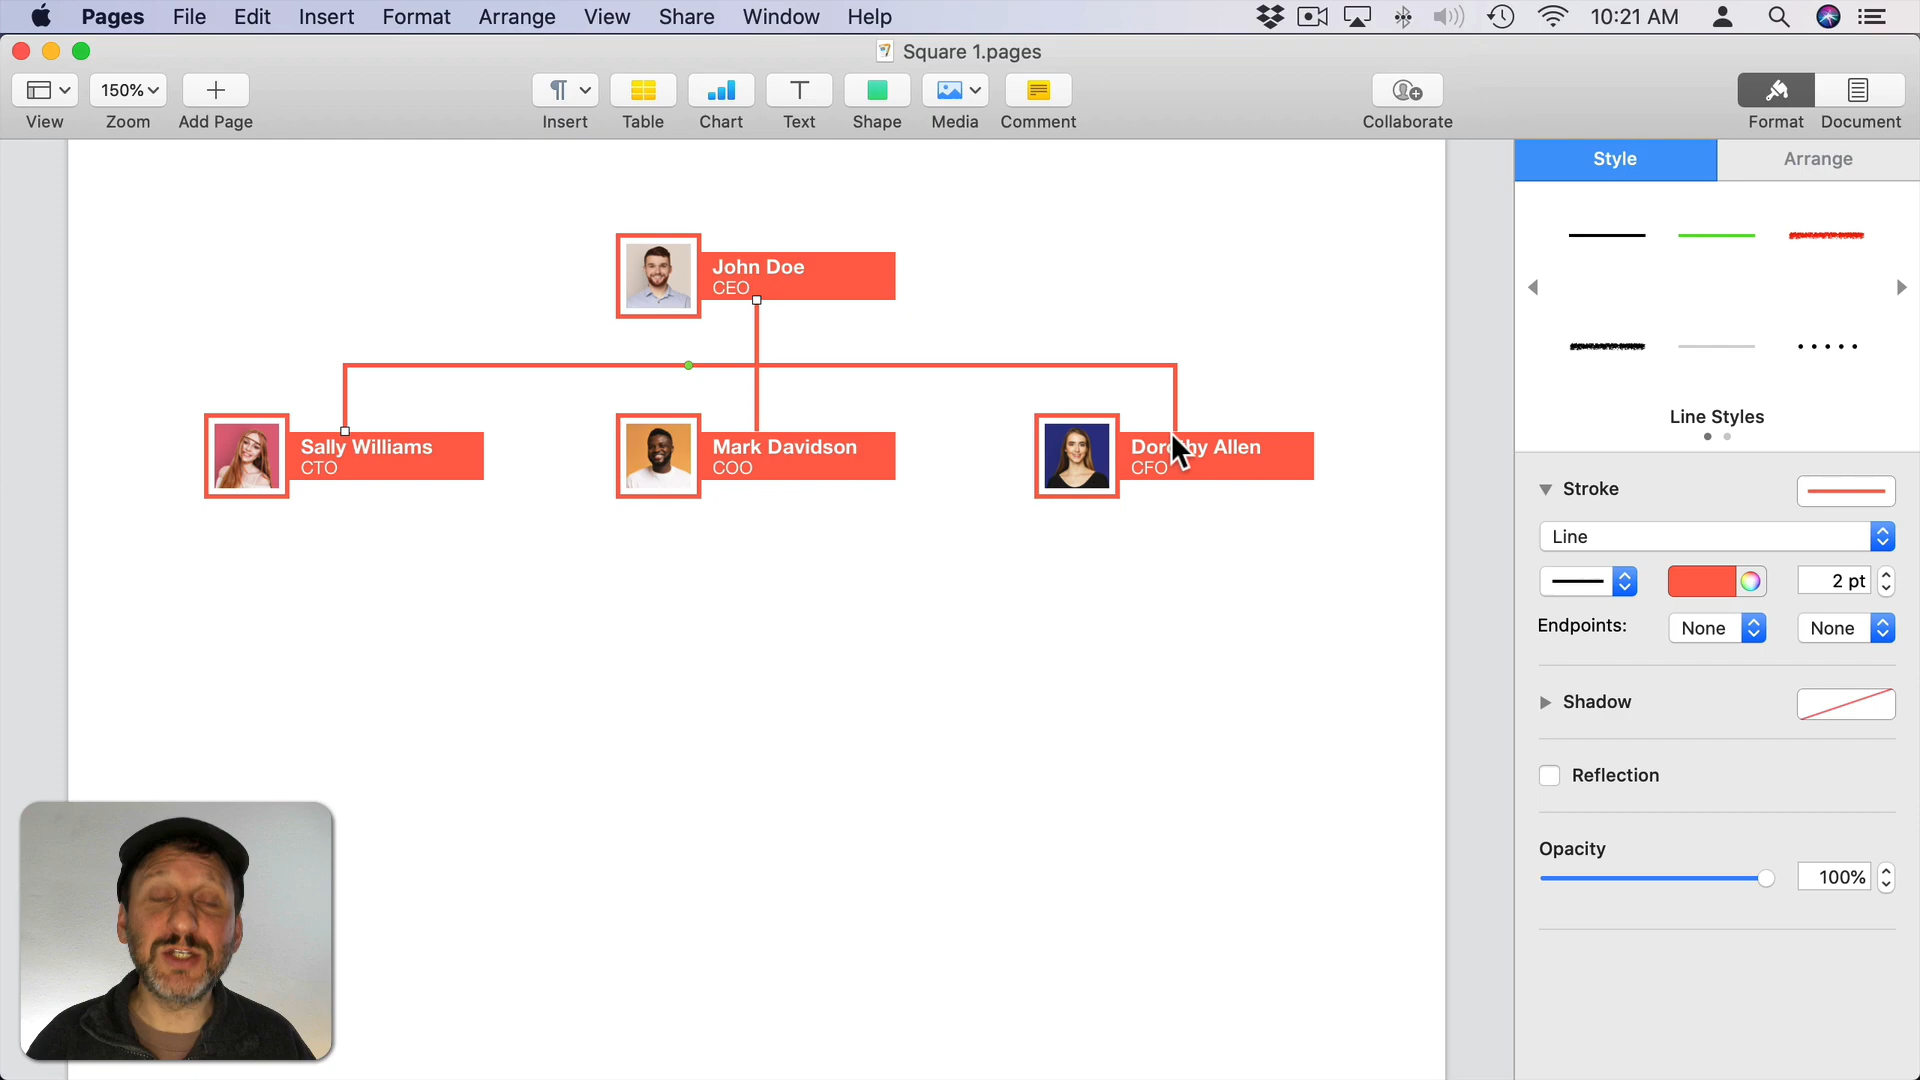 Pages File Edit Insert Format Arrange View Share Window Help 10:21 AM
Square 1.pages
150%
View Zoom Add Page Insert Table Chart Text Shape Media Comment Collaborate Format Document
Style Arrange
John Doe
CEO
Sally Williams
CTO
Mark Davidson
COO
Dorothy Allen
CFO
Line Styles
Stroke
Line
2 pt
Endpoints: None None
Shadow
Reflection
Opacity
100%